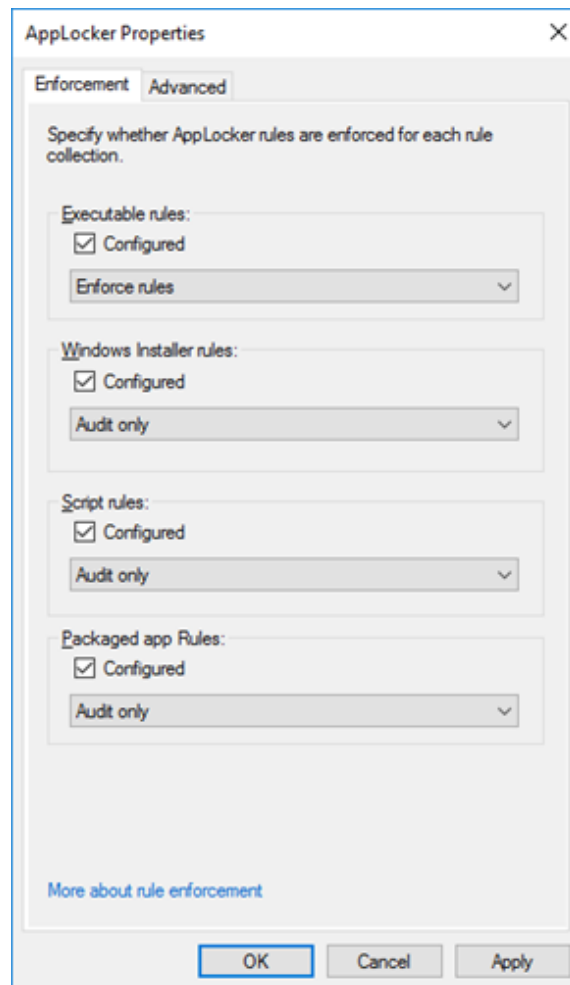 AppLocker Properties
Enforcement
Advanced
Specify whether AppLocker rules are enforced for each rule
collection.
Executable rules:
Configured
Enforce rules
Windows Installer rules:
Configured
Audit only
Script rules:
Configured
Audit only
Packaged app Rules:
Configured
Audit only
More about rule enforcement
OK
Cancel
Apply